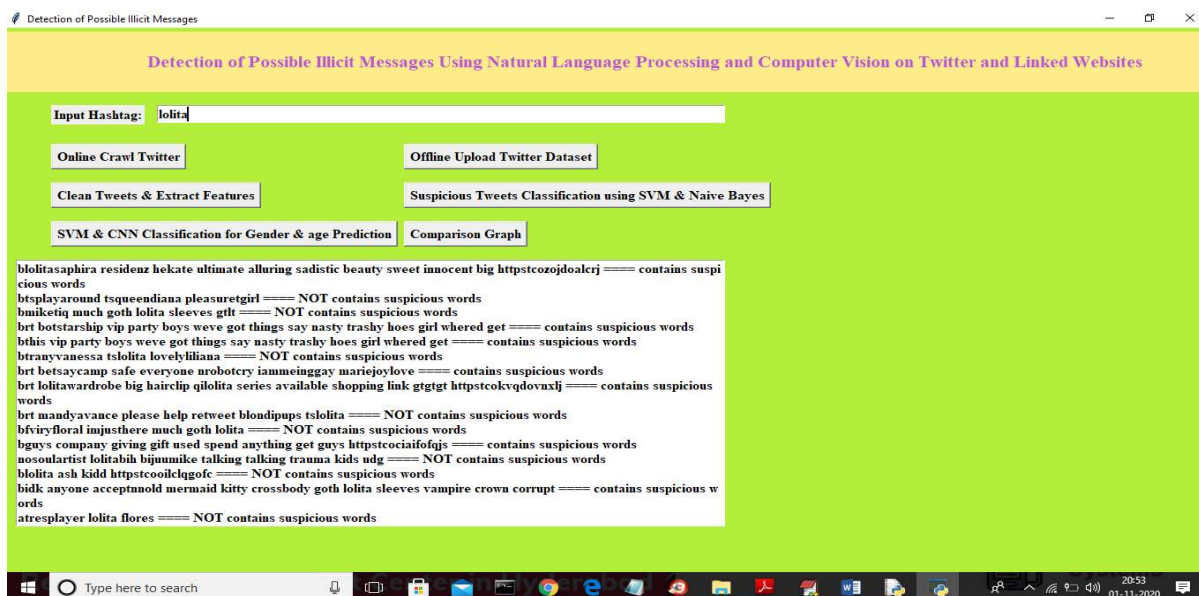 Detection of Possible Illicit Messages
Detection of Possible Illicit Messages Using Natural Language Processing and Computer Vision on Twitter and Linked Websites
Input Hashtag: lolita
Online Crawl Twitter Offline Upload Twitter Dataset
Clean Tweets & Extract Features Suspicious Tweets Classification using SVM & Naive Bayes
SVM & CNN Classification for Gender & age Prediction Comparison Graph
blolitasaphira residenz hekate ultimate alluring sadistic beauty sweet innocent big httpstcozojdoalcrj ==== contains suspi
cious words
btsplayaround tsqueendiana pleasuretgirl ==== NOT contains suspicious words
bmiketiq much goth lolita sleeves gtlt ==== NOT contains suspicious words
brt botstarship vip party boys weve got things say nasty trashy hoes girl whered get ==== contains suspicious words
bthis vip party boys weve got things say nasty trashy hoes girl whered get ==== contains suspicious words
btranyvanessa tslolita lovelyliliana ==== NOT contains suspicious words
brt betsaycamp safe everyone nrobotcry iammeinggay mariejoylove ==== contains suspicious words
brt lolitawardrobe big hairclip qilolita series available shopping link gtgtgt httpstcokvqdovnxlj ==== contains suspicious
words
brt mandyavance please help retweet blondipups tslolita ==== NOT contains suspicious words
bfviryfloral imjusthere much goth lolita ==== NOT contains suspicious words
bguys company giving gift used spend anything get guys httpstcociaifofqjs ==== contains suspicious words
nosoulartist lolitabih bijuumike talking talking trauma kids udg ==== NOT contains suspicious words
blolita ash kidd httpstcooilclqgofc ==== NOT contains suspicious words
bidk anyone acceptnnold mermaid kitty crossbody goth lolita sleeves vampire crown corrupt ==== contains suspicious w
ords
atresplayer lolita flores ==== NOT contains suspicious words
Type here to search
20:53
01-11-2020